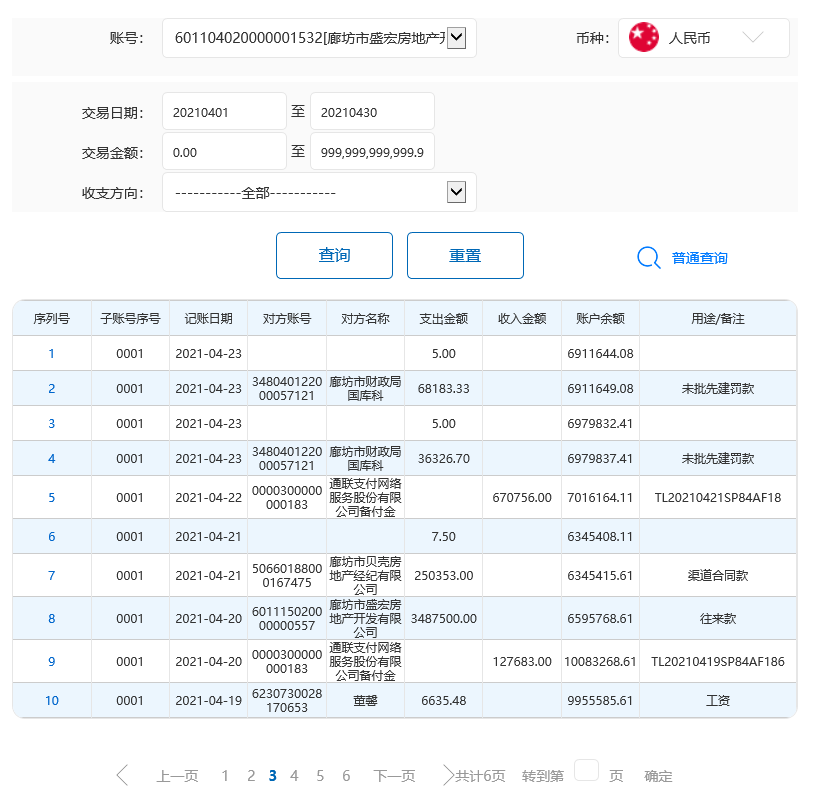 账号： 601104020000001532[廊坊市盛宏房地产开 币种： 人民币
交易日期： 20210401 至 20210430
交易金额： 0.00 至 999,999,999,999.9
收支方向： -----------全部-----------
查询 重置 普通查询
序列号 子账号序号 记账日期 对方账号 对方名称 支出金额 收入金额 账户余额 用途/备注
1 0001 2021-04-23 5.00 6911644.08
2 0001 2021-04-23 348040122000057121 廊坊市财政局国库科 68183.33 6911649.08 未批先建罚款
3 0001 2021-04-23 5.00 6979832.41
4 0001 2021-04-23 348040122000057121 廊坊市财政局国库科 36326.70 6979837.41 未批先建罚款
5 0001 2021-04-22 0000300000000183 通联支付网络服务股份有限公司备付金 670756.00 7016164.11 TL20210421SP84AF18
6 0001 2021-04-21 7.50 6345408.11
7 0001 2021-04-21 50660188000167475 廊坊市贝壳房地产经纪有限公司 250353.00 6345415.61 渠道合同款
8 0001 2021-04-20 601115020000000557 廊坊市盛宏房地产开发有限公司 3487500.00 6595768.61 往来款
9 0001 2021-04-20 0000300000000183 通联支付网络服务股份有限公司备付金 127683.00 10083268.61 TL20210419SP84AF186
10 0001 2021-04-19 6230730028170653 董馨 6635.48 9955585.61 工资
上一页 1 2 3 4 5 6 下一页 共计6页 转到第 页 确定